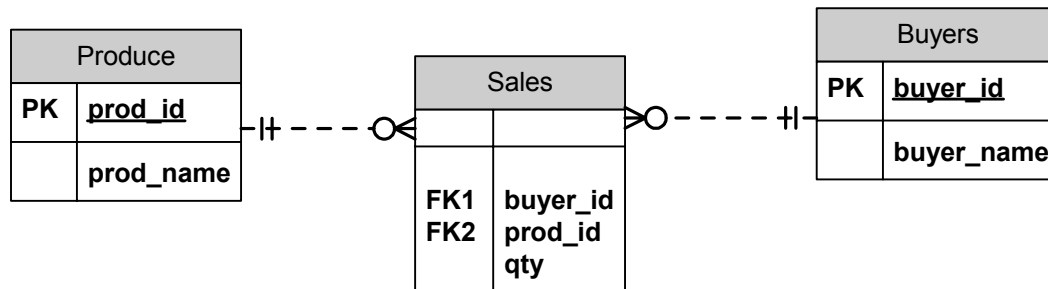 Produce
PK prod_id
prod_name
Sales
FK1 buyer_id
FK2 prod_id
qty
Buyers
PK buyer_id
buyer_name